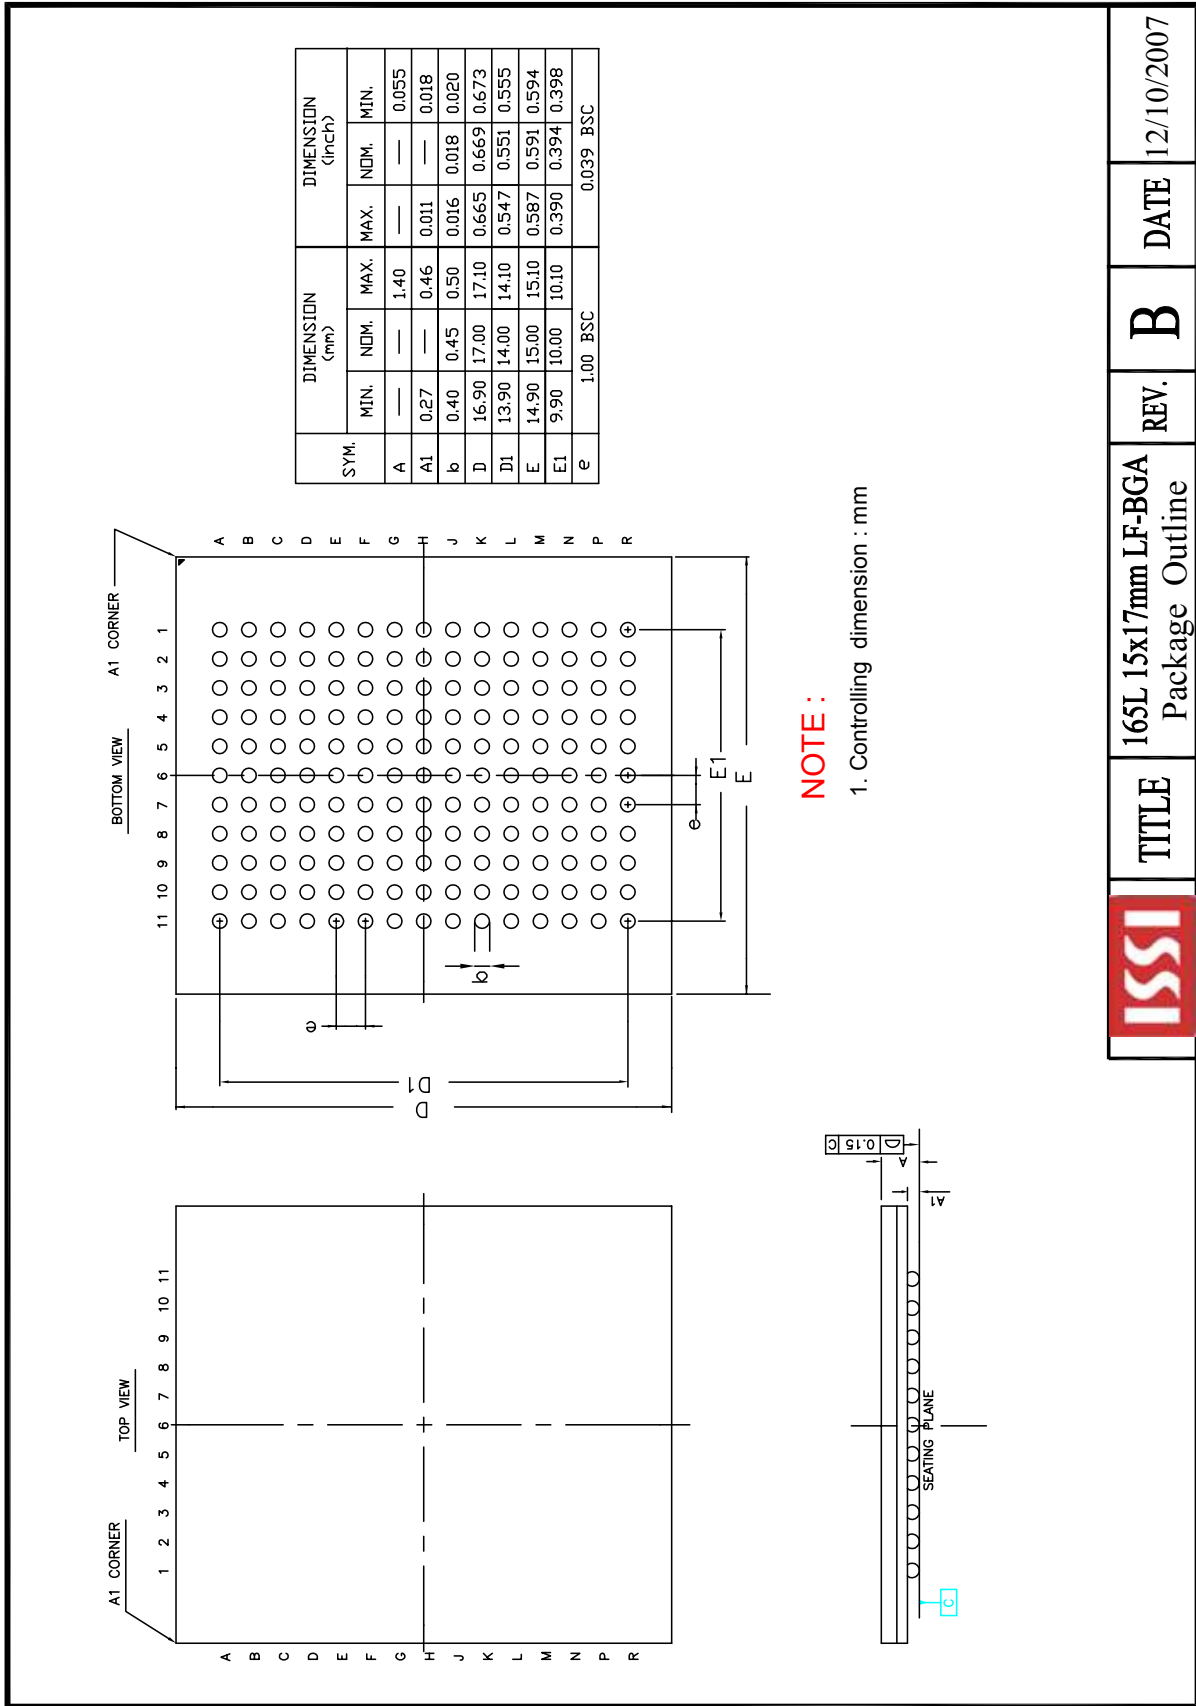 A1 CORNER
TOP VIEW
1 2 3 4 5 6 7 8 9 10 11
A
B
C
D
E
F
G
H
J
K
L
M
N
P
R
BOTTOM VIEW
A1 CORNER
11 10 9 8 7 6 5 4 3 2 1
A
B
C
D
E
F
G
H
J
K
L
M
N
P
R
D
D1
e
b
e
E1
E
SYM. DIMENSION (mm) DIMENSION (inch)
MIN. NOM. MAX. MAX. NOM. MIN.
A — — 1.40 — — 0.055
A1 0.27 — 0.46 0.011 — 0.018
b 0.40 0.45 0.50 0.016 0.018 0.020
D 16.90 17.00 17.10 0.665 0.669 0.673
D1 13.90 14.00 14.10 0.547 0.551 0.555
E 14.90 15.00 15.10 0.587 0.591 0.594
E1 9.90 10.00 10.10 0.390 0.394 0.398
e 1.00 BSC 0.039 BSC
C
SEATING PLANE
A1
A
D 0.15 C
NOTE :
1. Controlling dimension : mm
ISSI
TITLE
165L 15x17mm LF-BGA
Package Outline
REV.
B
DATE
12/10/2007